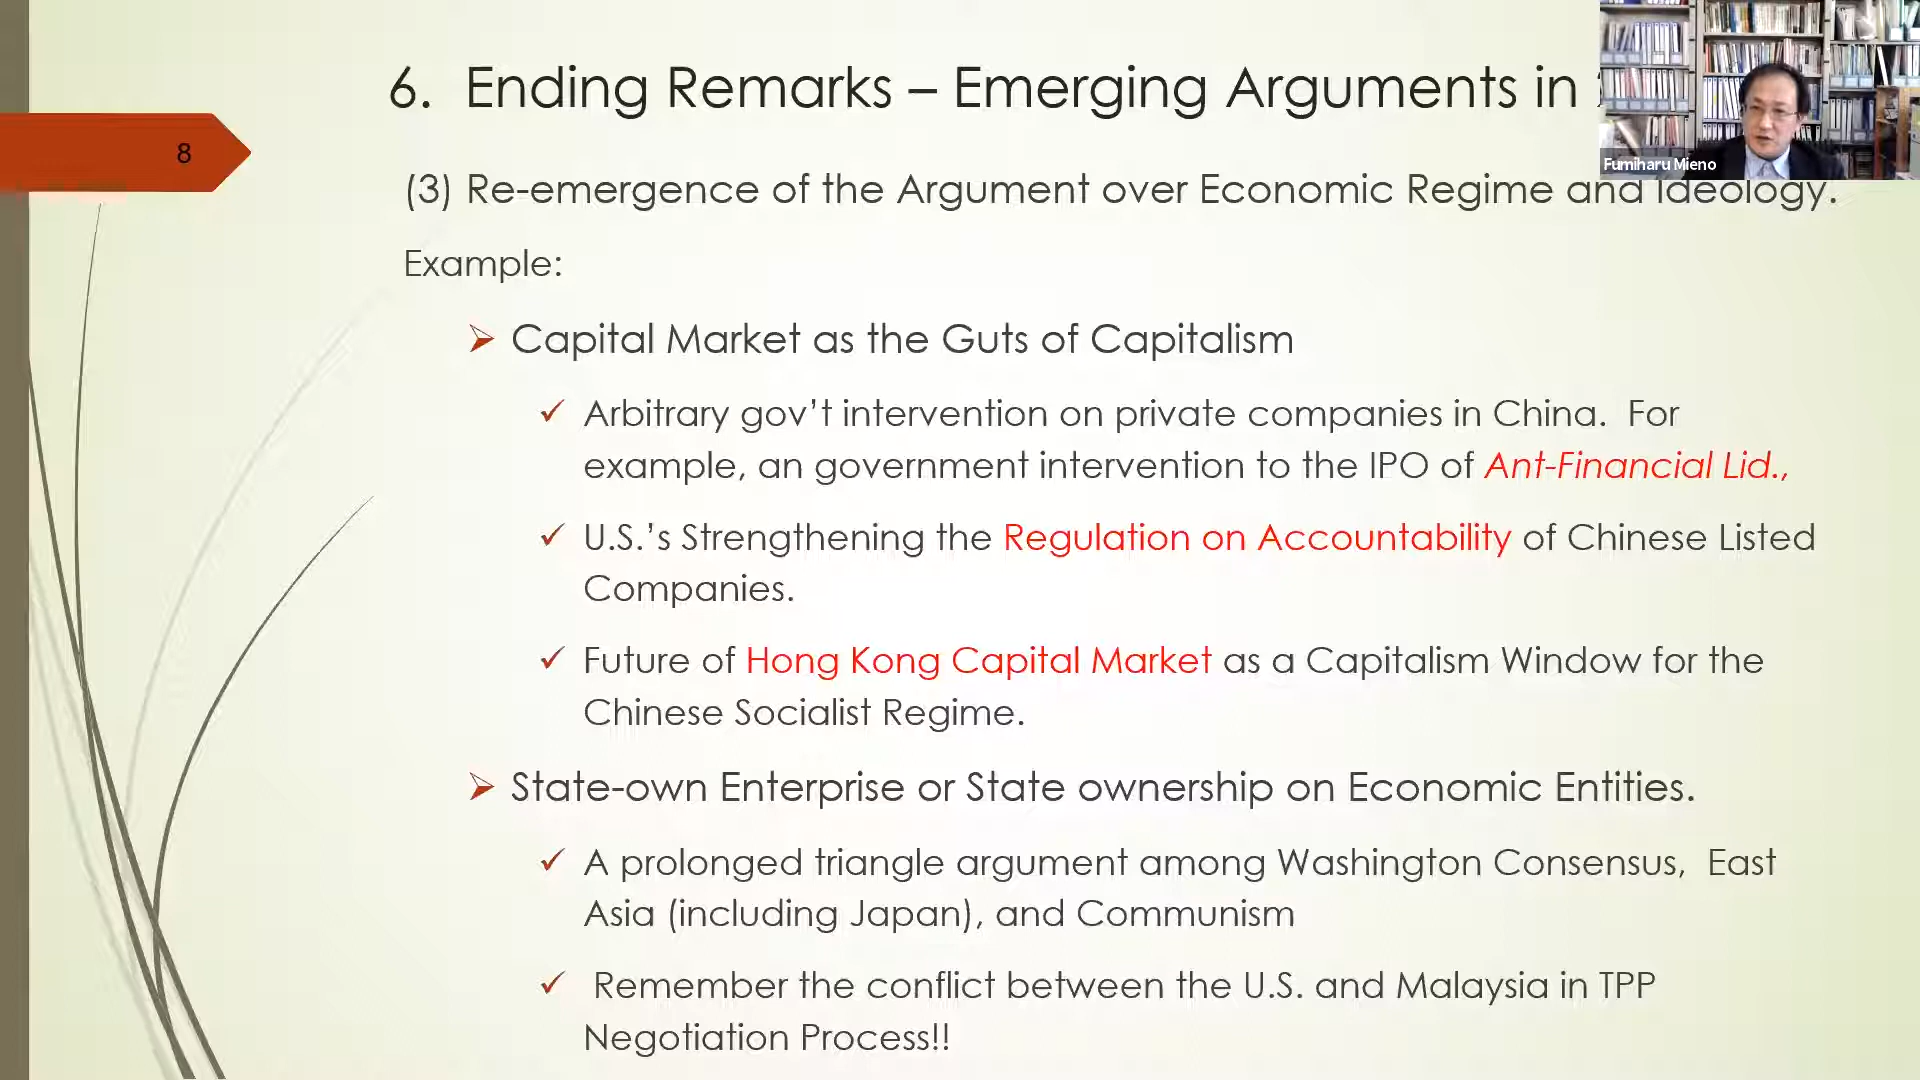 6. Ending Remarks – Emerging Arguments in
Fumiharu Mieno
8
(3) Re-emergence of the Argument over Economic Regime and Ideology.
Example:
Capital Market as the Guts of Capitalism
Arbitrary gov’t intervention on private companies in China. For
example, an government intervention to the IPO of Ant-Financial Lid.,
U.S.’s Strengthening the Regulation on Accountability of Chinese Listed
Companies.
Future of Hong Kong Capital Market as a Capitalism Window for the
Chinese Socialist Regime.
State-own Enterprise or State ownership on Economic Entities.
A prolonged triangle argument among Washington Consensus, East
Asia (including Japan), and Communism
Remember the conflict between the U.S. and Malaysia in TPP
Negotiation Process!!